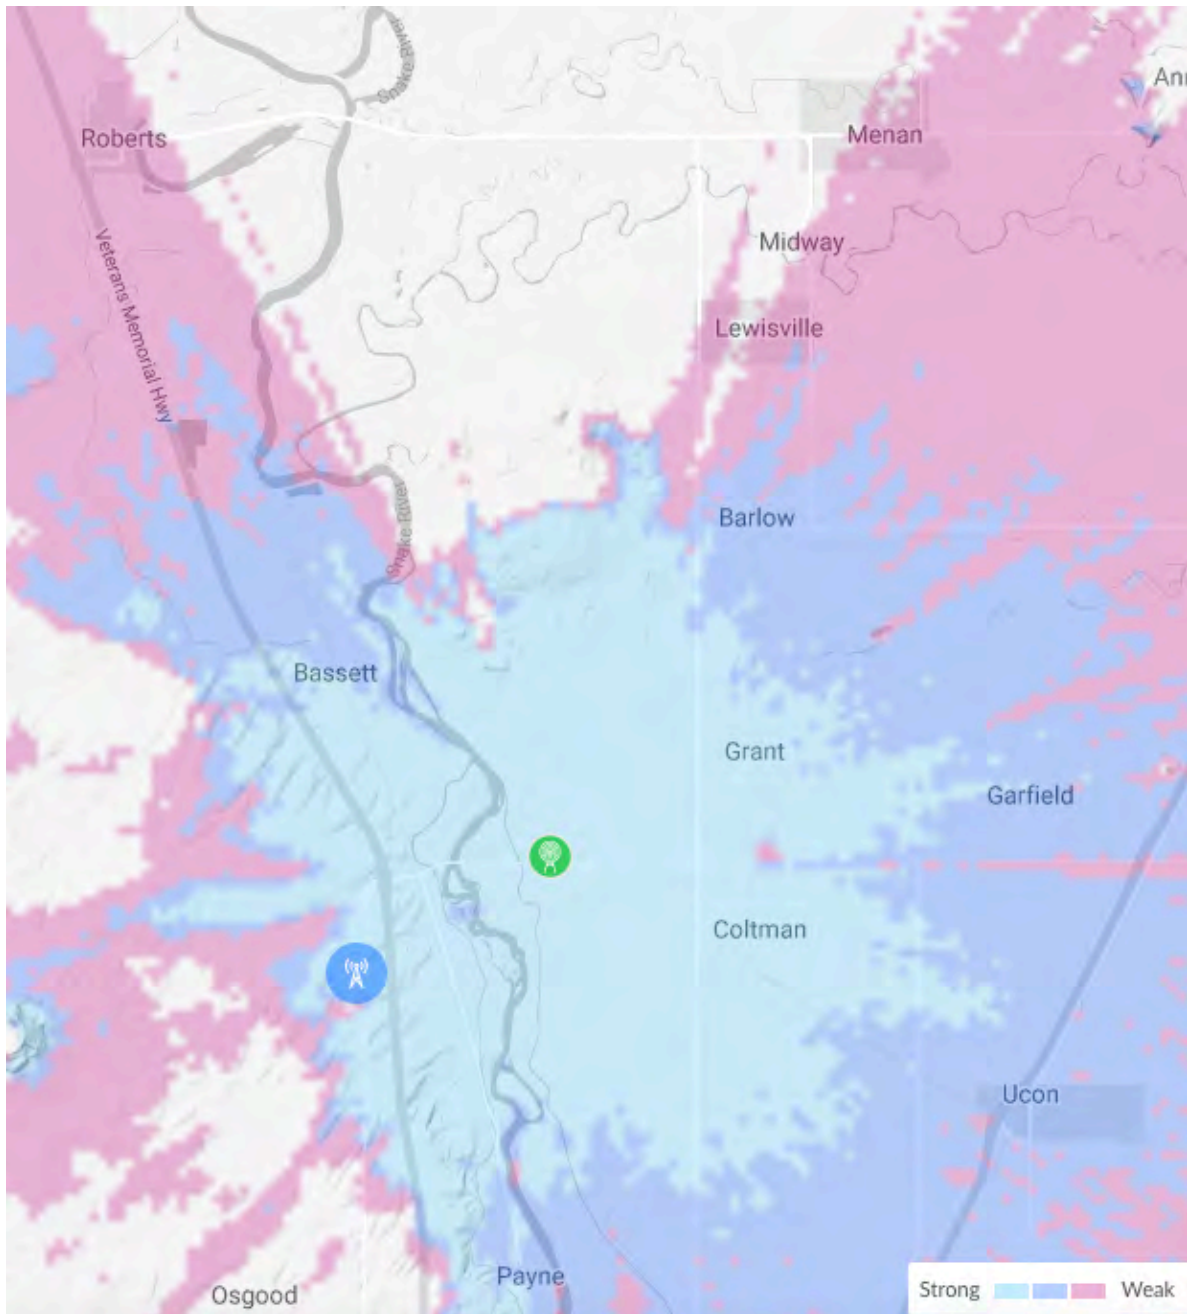 Snake River
Ann
Roberts
Menan
Veterans Memorial Hwy
Midway
Lewisville
Snake River
Barlow
Bassett
Grant
Garfield
Coltman
Ucon
Payne
Osgood
Strong Weak